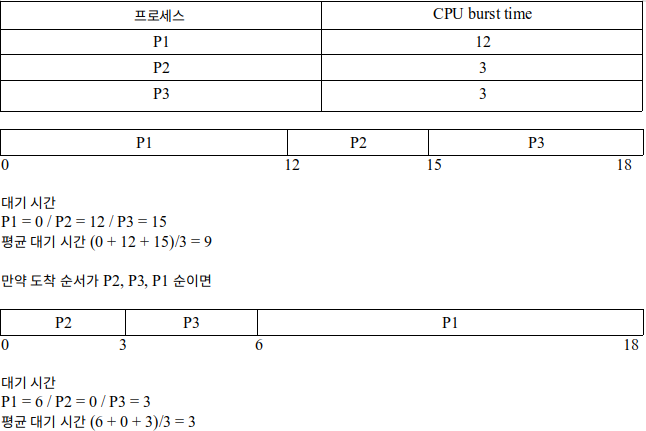 프로세스 CPU burst time
P1 12
P2 3
P3 3
P1 P2 P3
0 12 15 18
대기 시간
P1 = 0 / P2 = 12 / P3 = 15
평균 대기 시간 (0 + 12 + 15)/3 = 9
만약 도착 순서가 P2, P3, P1 순이면
P2 P3 P1
0 3 6 18
대기 시간
P1 = 6 / P2 = 0 / P3 = 3
평균 대기 시간 (6 + 0 + 3)/3 = 3